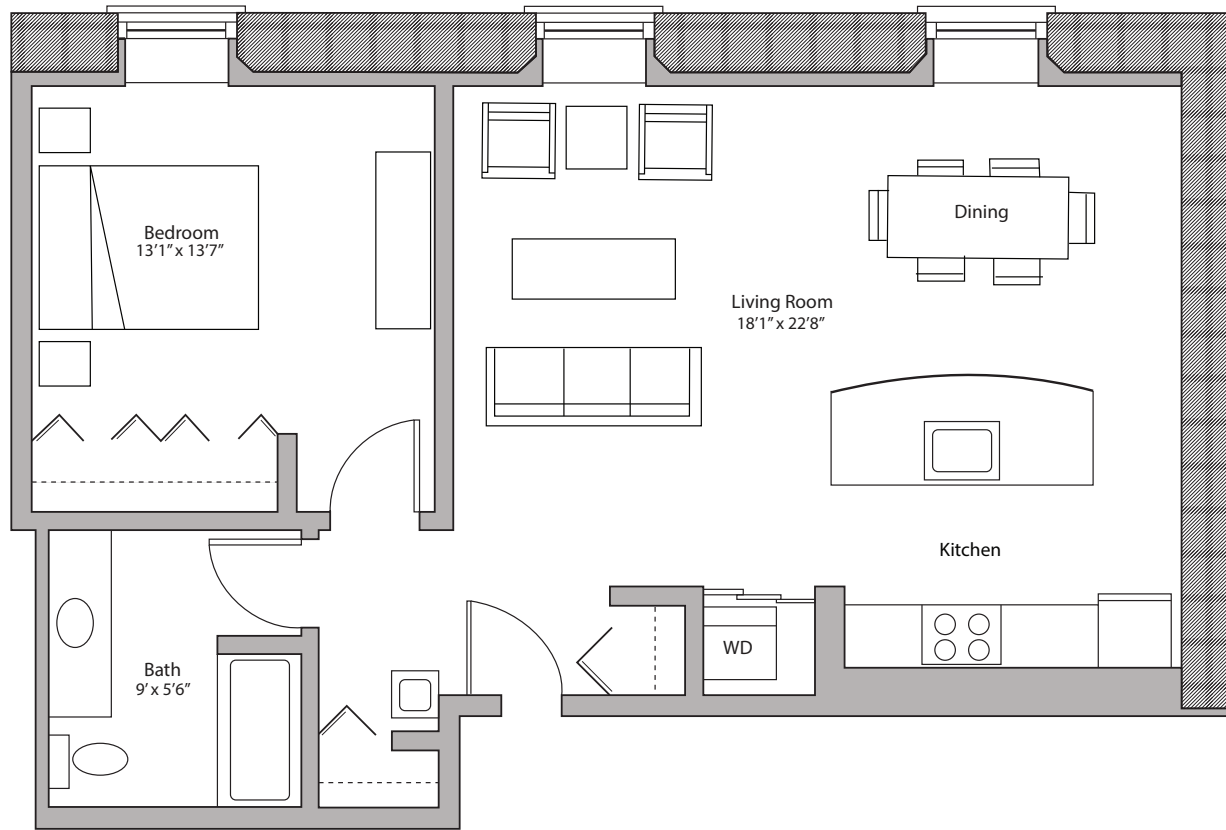 Bedroom
13’1” x 13’7”
Dining
Living Room
18’1” x 22’8”
Kitchen
WD
Bath
9’ x 5’6”